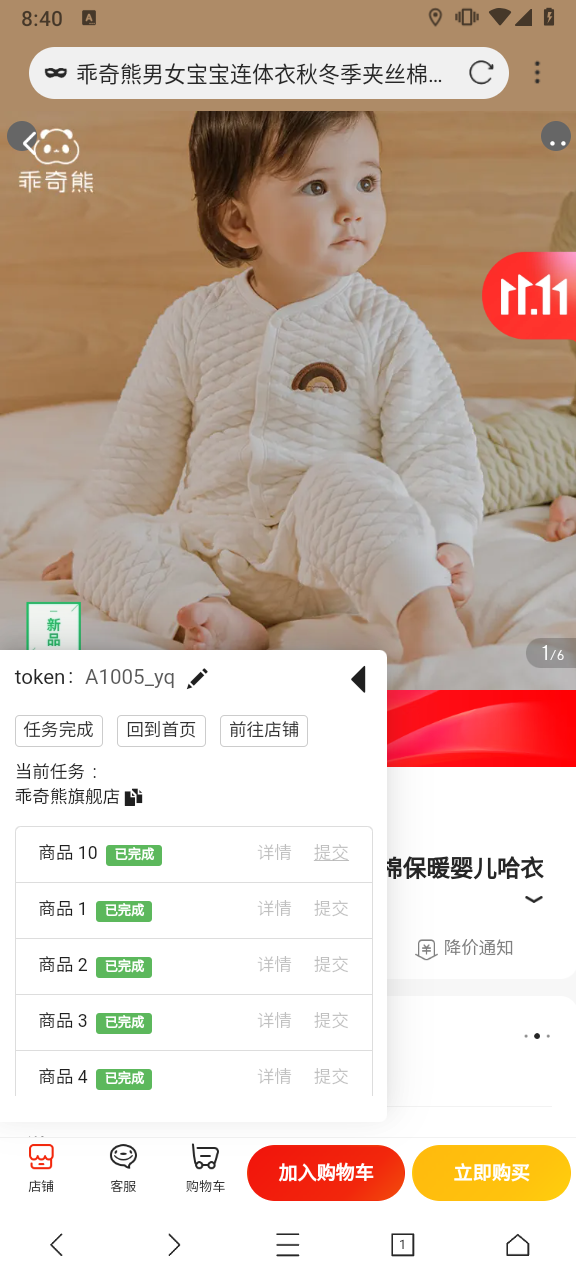 8:40
A
乖奇熊男女宝宝连体衣秋冬季夹丝棉...
乖奇熊
11.11
新
品
1/6
token： A1005_yq
任务完成 回到首页 前往店铺
当前任务：
乖奇熊旗舰店
商品 10 已完成 详情 提交
棉保暖婴儿哈衣
商品 1 已完成 详情 提交
降价通知
商品 2 已完成 详情 提交
商品 3 已完成 详情 提交
商品 4 已完成 详情 提交
店铺 客服 购物车 加入购物车 立即购买
1